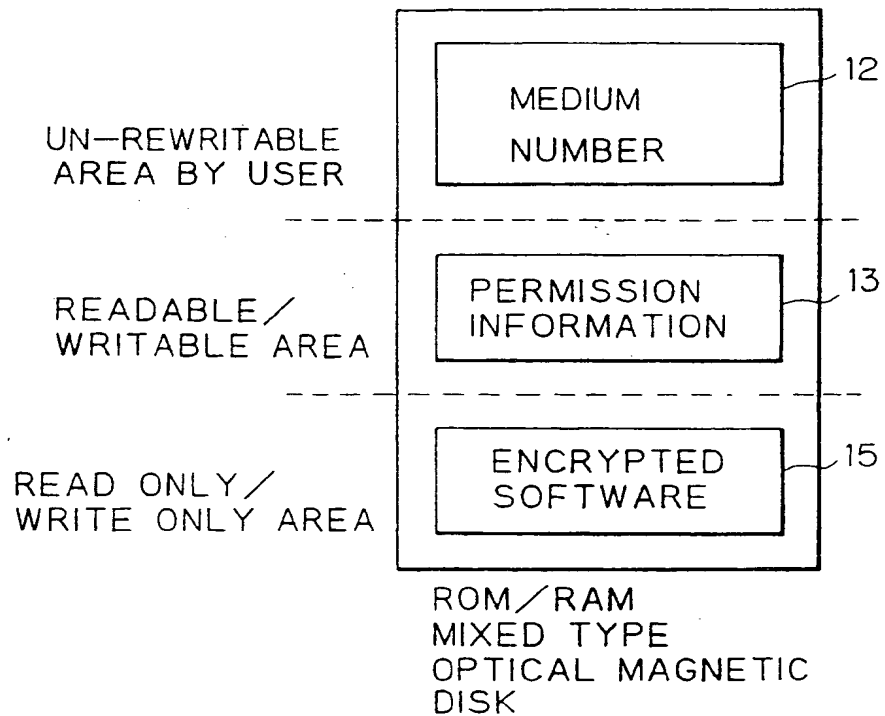 MEDIUM
NUMBER
12
UN-REWRITABLE
AREA BY USER
PERMISSION
INFORMATION
13
READABLE/
WRITABLE AREA
ENCRYPTED
SOFTWARE
15
READ ONLY/
WRITE ONLY AREA
ROM/RAM
MIXED TYPE
OPTICAL MAGNETIC
DISK